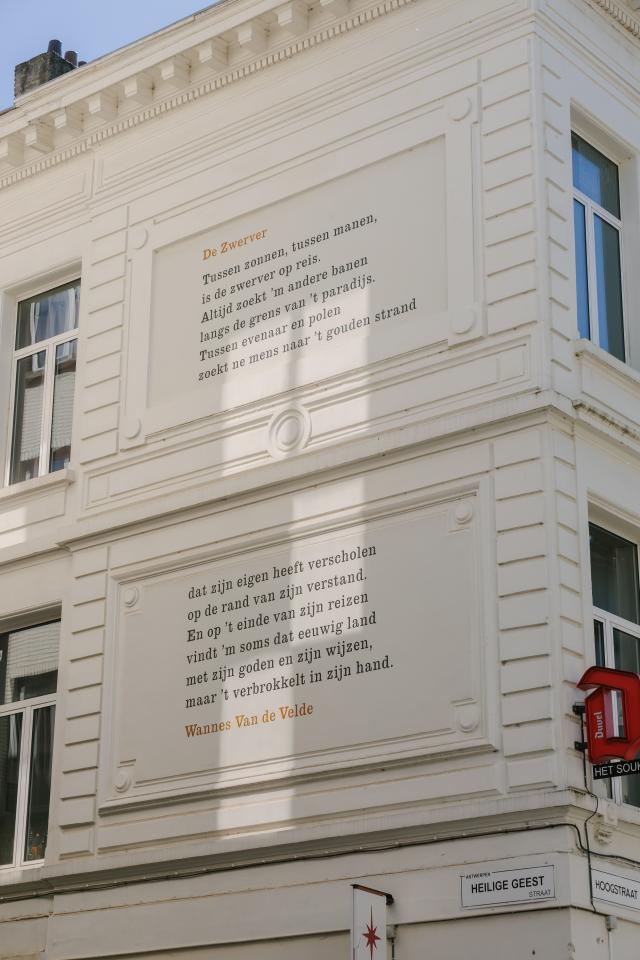 De Zwerver
Tussen zonnen, tussen manen,
is de zwerver op reis.
Altijd zoekt 'm andere banen
langs de grens van 't paradijs.
Tussen evenaar en polen
zoekt ne mens naar 't gouden strand
dat zijn eigen heeft verscholen
op de rand van zijn verstand.
En op 't einde van zijn reizen
vindt 'm soms dat eeuwig land
met zijn goden en zijn wijzen,
maar 't verbrokkelt in zijn hand.
Wannes Van de Velde
Duvel
HET SOUK
ANTWERPEN
HEILIGE GEEST
STRAAT
HOOGSTRAAT